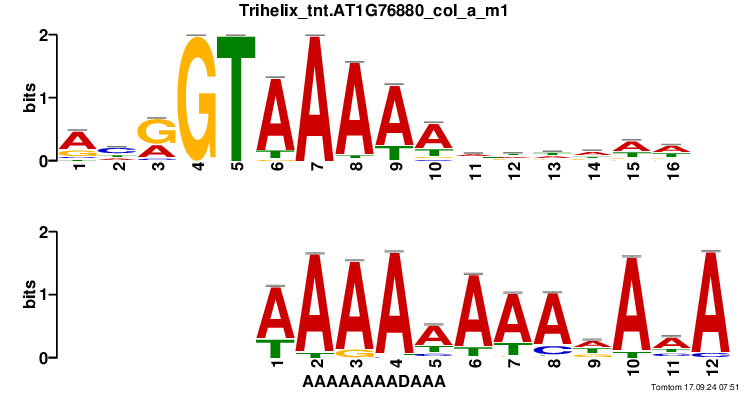 Trihelix_tnt.AT1G76880_col_a_m1
2
1
0
bits
1 2 3 4 5 6 7 8 9 10 11 12 13 14 15 16
2
1
0
bits
1 2 3 4 5 6 7 8 9 10 11 12
AAAAAAAADAAA
Tomtom 17.09.24 07:51